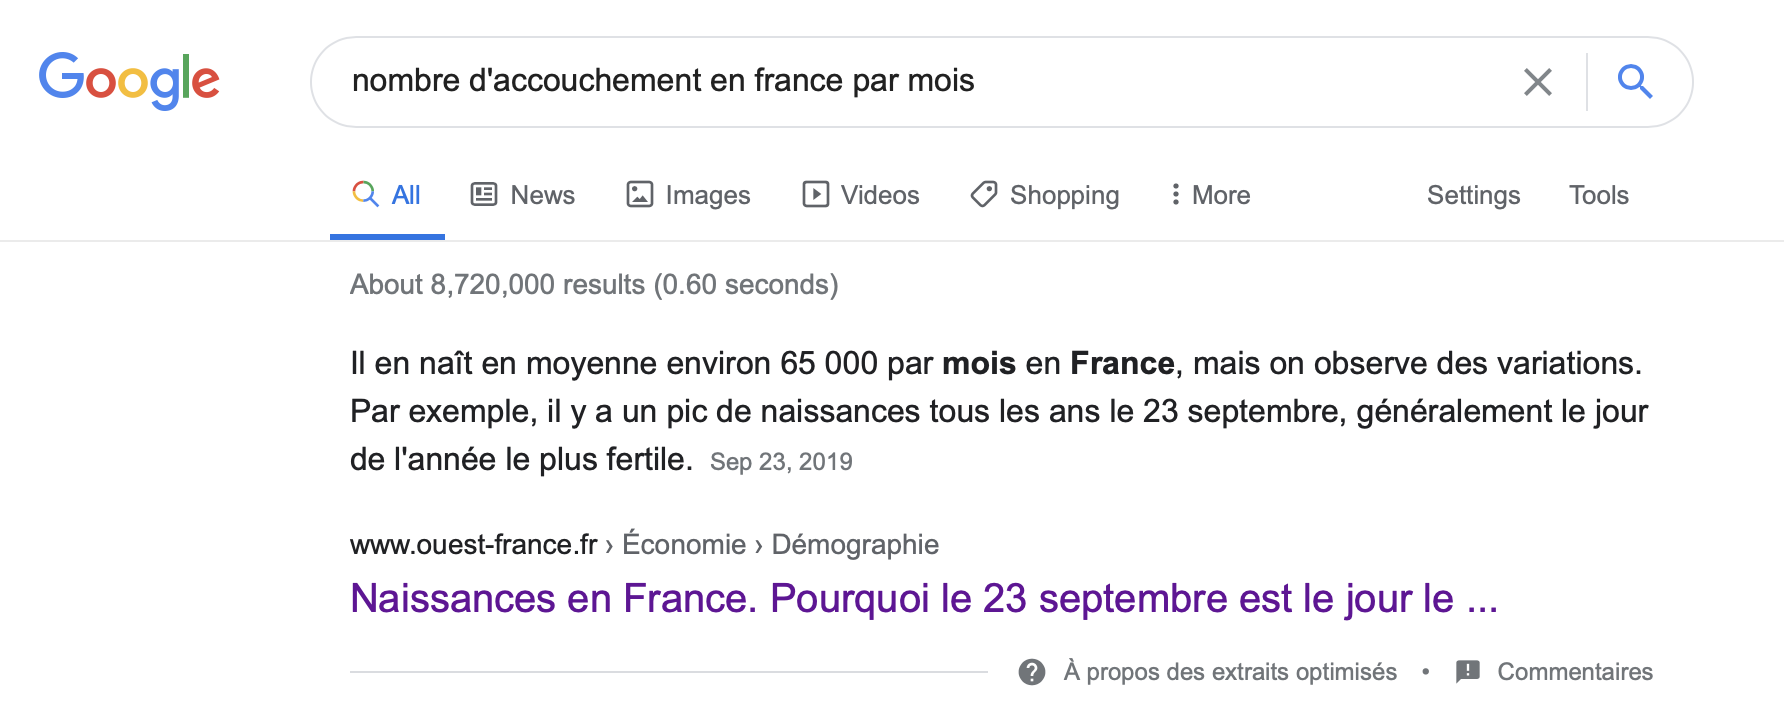 Google
nombre d'accouchement en france par mois
All News Images Videos Shopping More Settings Tools
About 8,720,000 results (0.60 seconds)
Il en naît en moyenne environ 65 000 par mois en France, mais on observe des variations.
Par exemple, il y a un pic de naissances tous les ans le 23 septembre, généralement le jour
de l'année le plus fertile. Sep 23, 2019
www.ouest-france.fr › Économie › Démographie
Naissances en France. Pourquoi le 23 septembre est le jour le ...
À propos des extraits optimisés • Commentaires